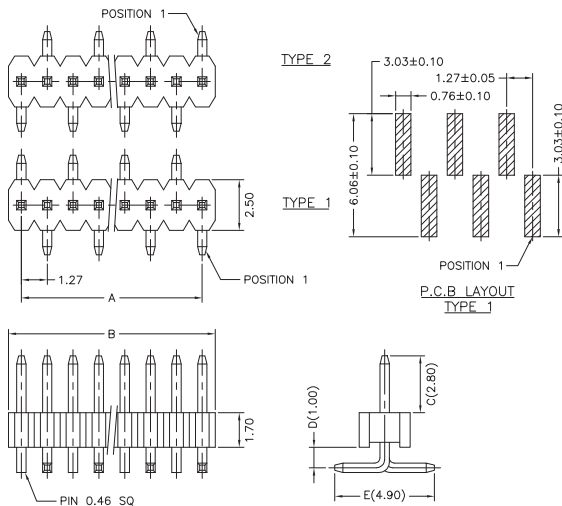 POSITION 1
TYPE 2
3.03±0.10
1.27±0.05
0.76±0.10
6.06±0.10
3.03±0.10
2.50
TYPE 1
1.27
POSITION 1
A
POSITION 1
P.C.B LAYOUT
TYPE 1
B
1.70
D(1.00)
C(2.80)
E(4.90)
PIN 0.46 SQ